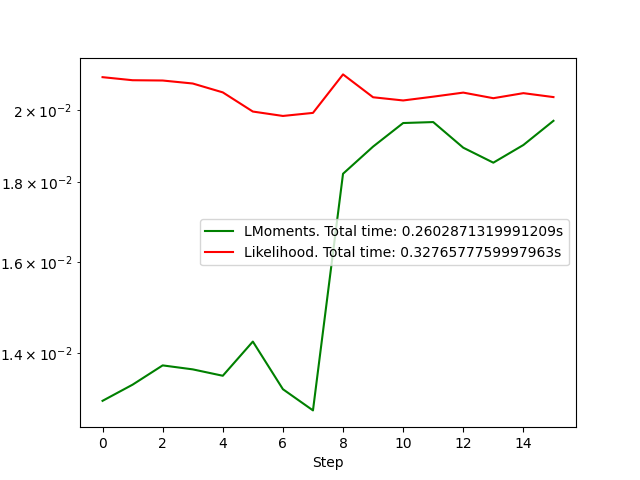 2 × 10⁻²
1.8 × 10⁻²
1.6 × 10⁻²
1.4 × 10⁻²
LMoments. Total time: 0.2602871319991209s
Likelihood. Total time: 0.3276577759997963s
0 2 4 6 8 10 12 14
Step